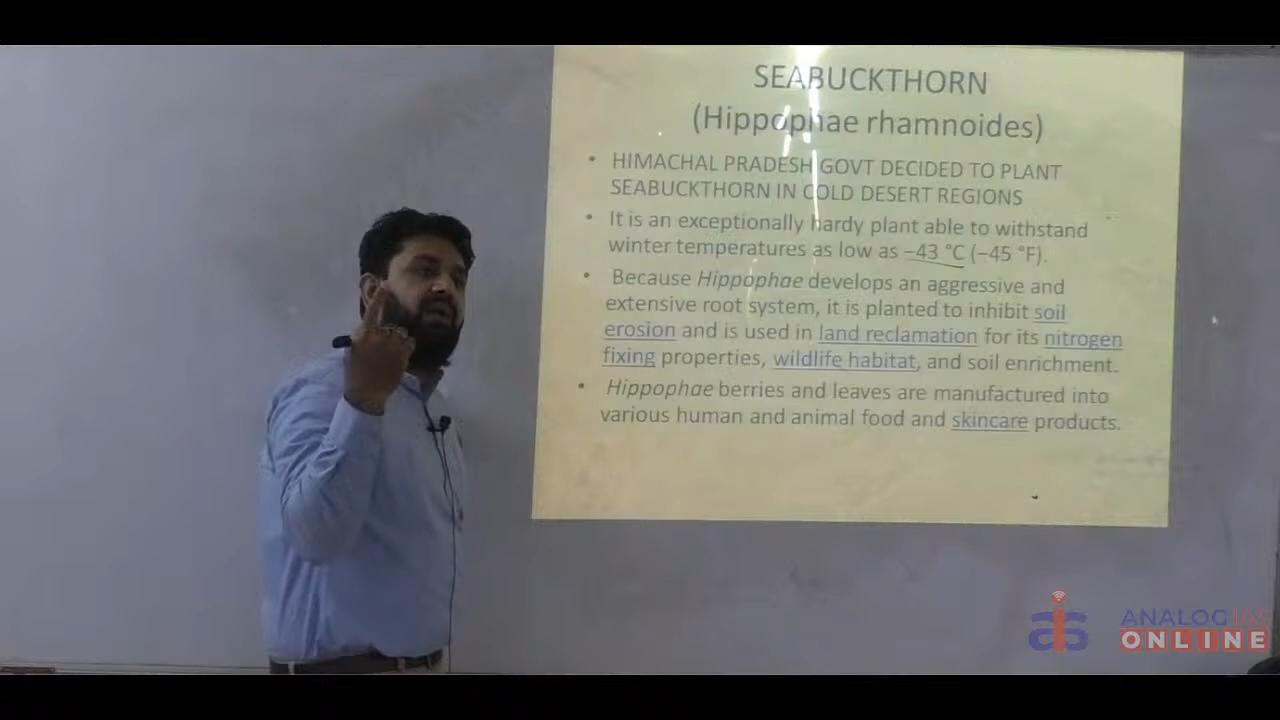 SEABUCKTHORN
(Hippophae rhamnoides)
• HIMACHAL PRADESH GOVT DECIDED TO PLANT
SEABUCKTHORN IN COLD DESERT REGIONS
• It is an exceptionally hardy plant able to withstand
winter temperatures as low as −43 °C (−45 °F).
• Because Hippophae develops an aggressive and
extensive root system, it is planted to inhibit soil
erosion and is used in land reclamation for its nitrogen
fixing properties, wildlife habitat, and soil enrichment.
• Hippophae berries and leaves are manufactured into
various human and animal food and skincare products.
ais
ANALOG IAS
ONLINE